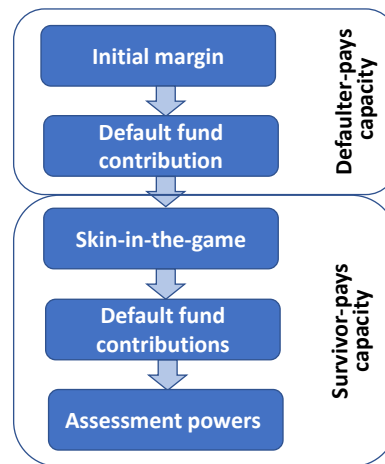 Initial margin
Default fund
contribution
Defaulter-pays
capacity
Skin-in-the-game
Default fund
contributions
Assessment powers
Survivor-pays
capacity